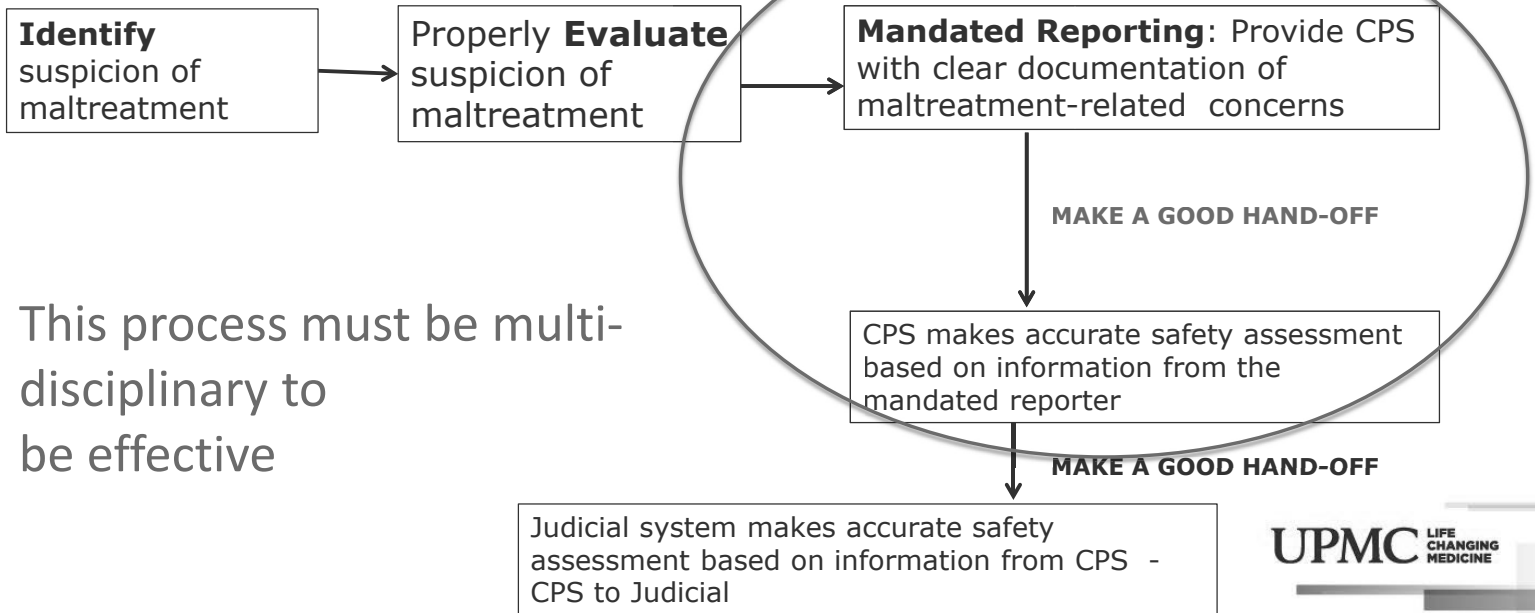 Identify
suspicion of
maltreatment
Properly Evaluate
suspicion of
maltreatment
Mandated Reporting: Provide CPS
with clear documentation of
maltreatment-related concerns
MAKE A GOOD HAND-OFF
This process must be multi-
disciplinary to
be effective
CPS makes accurate safety assessment
based on information from the
mandated reporter
MAKE A GOOD HAND-OFF
Judicial system makes accurate safety
assessment based on information from CPS -
CPS to Judicial
UPMC LIFE
CHANGING
MEDICINE